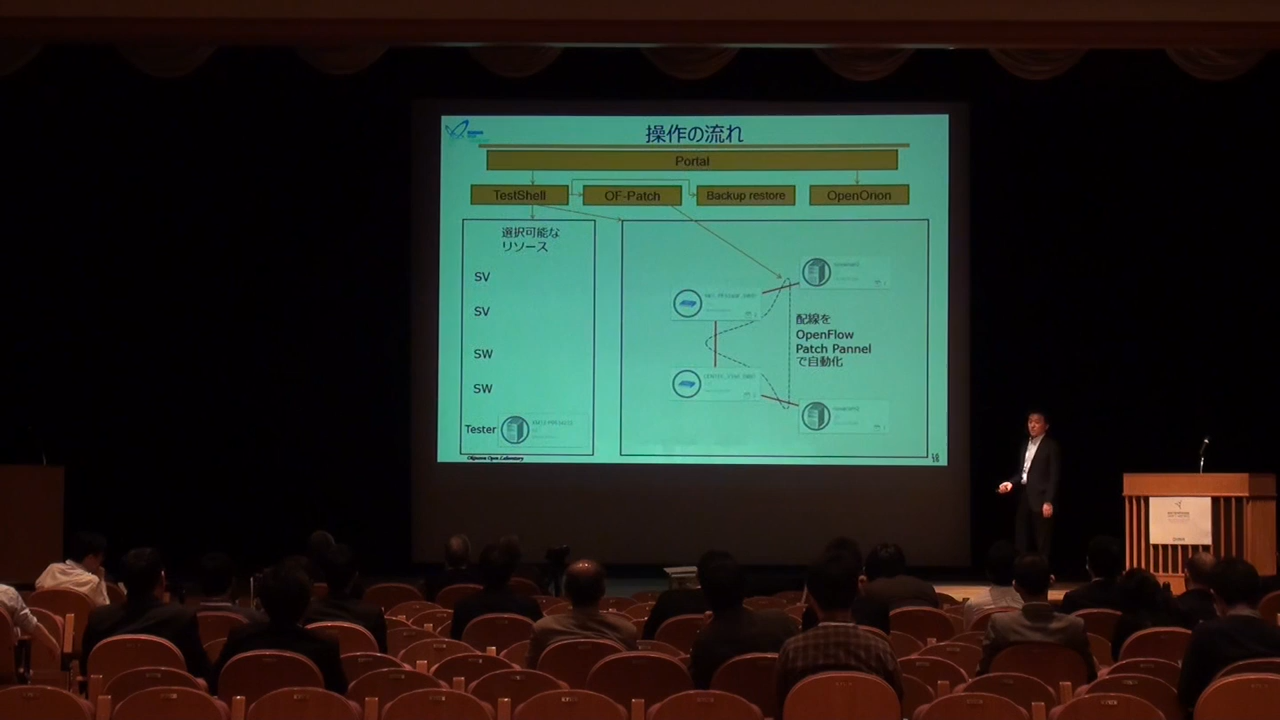 操作の流れ
Portal
TestShell
OF-Patch
Backup restore
OpenOnon
選択可能な
リソース
SV
SV
SW
SW
Tester
配線を
OpenFlow
Patch Pannel
で自動化
Okinawa Open Laboratory